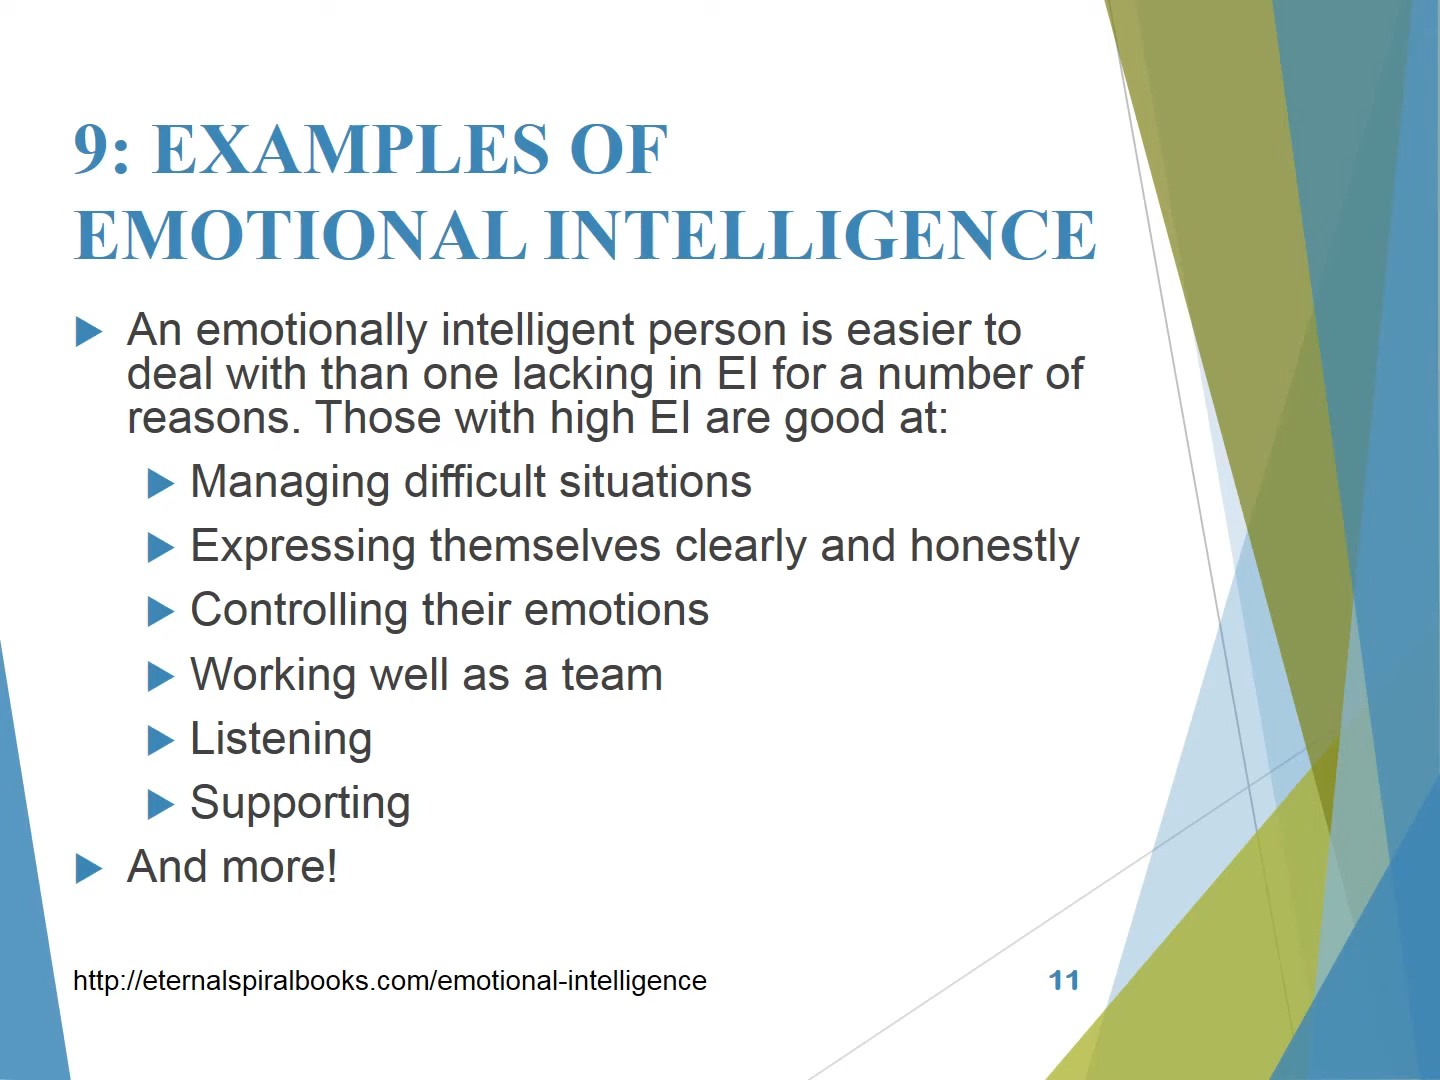 9: EXAMPLES OF
EMOTIONAL INTELLIGENCE
An emotionally intelligent person is easier to
deal with than one lacking in EI for a number of
reasons. Those with high EI are good at:
Managing difficult situations
Expressing themselves clearly and honestly
Controlling their emotions
Working well as a team
Listening
Supporting
And more!
http://eternalspiralbooks.com/emotional-intelligence
11